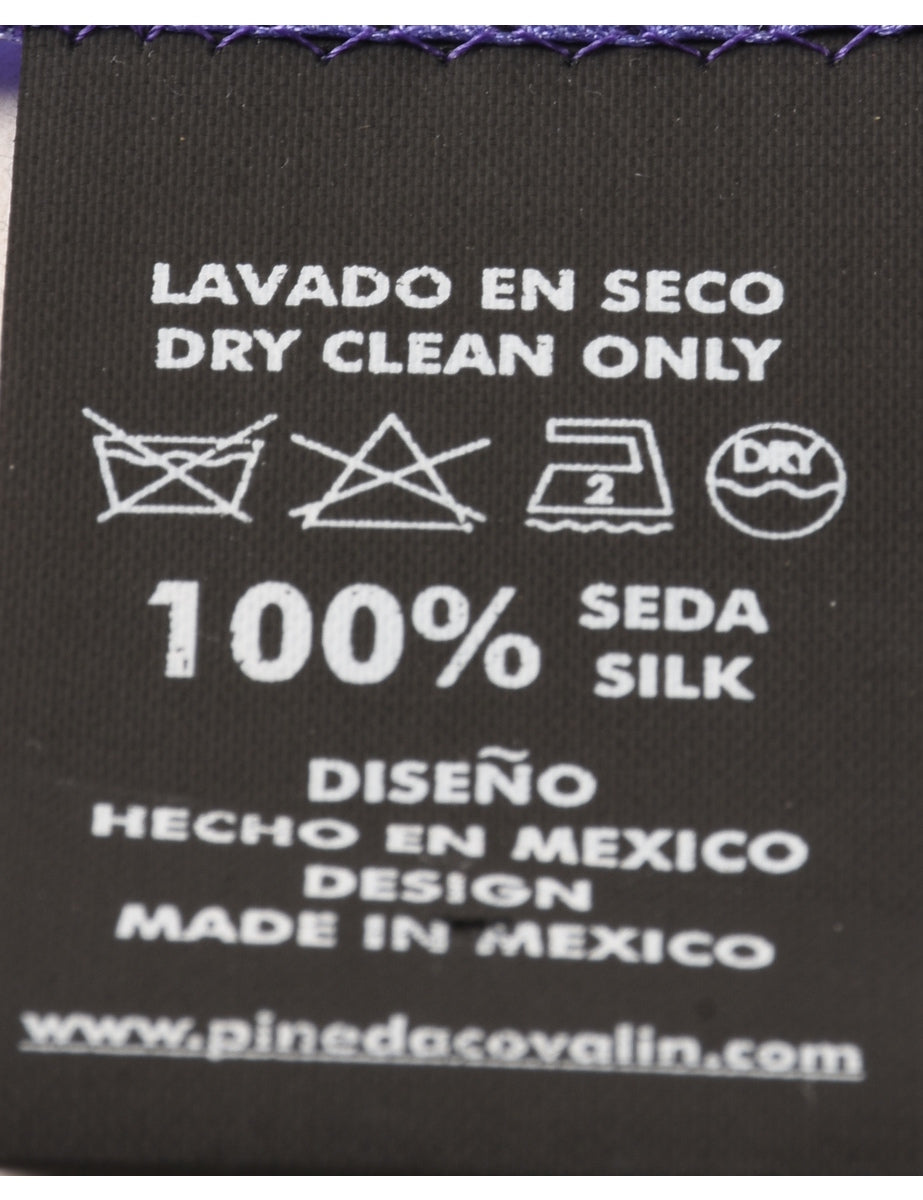 LAVADO EN SECO
DRY CLEAN ONLY
2 DRY
100% SEDA
SILK
DISEÑO
HECHO EN MEXICO
DESIGN
MADE IN MEXICO
www.pinedacovalin.com